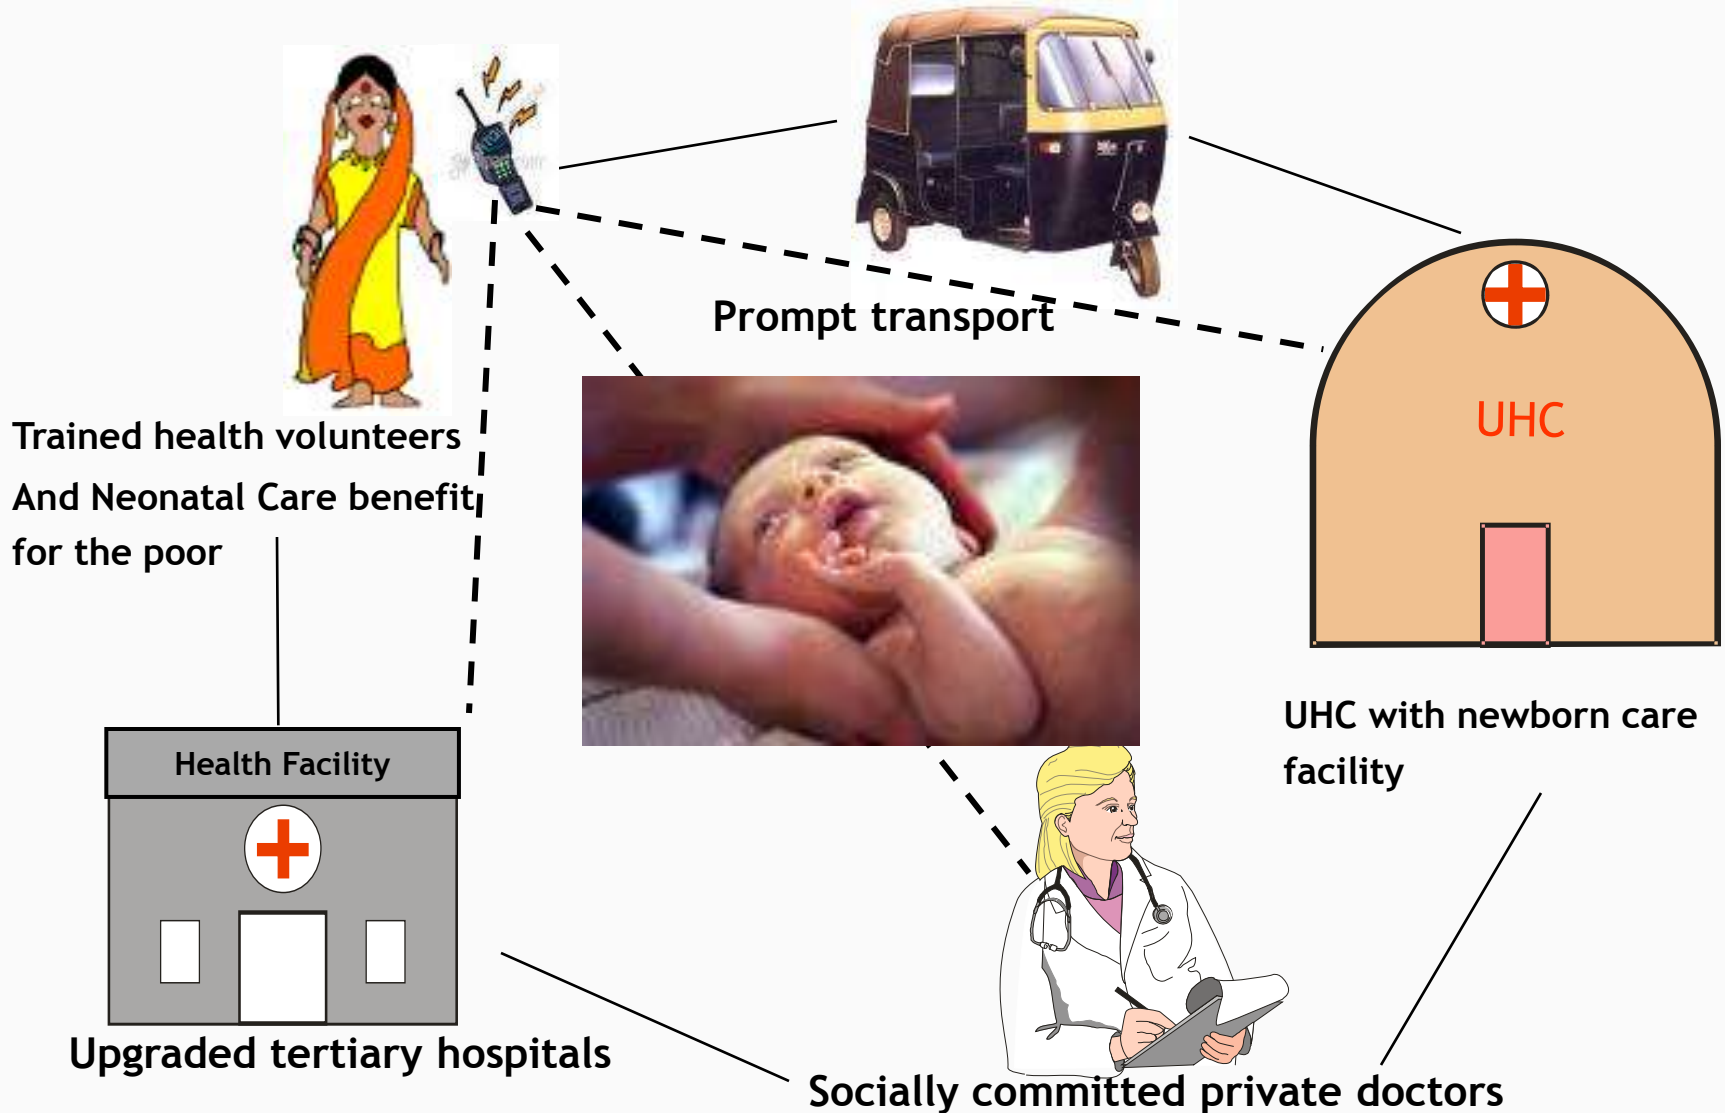 Prompt transport
UHC
Trained health volunteers
And Neonatal Care benefit
for the poor
UHC with newborn care
facility
Health Facility
Upgraded tertiary hospitals
Socially committed private doctors